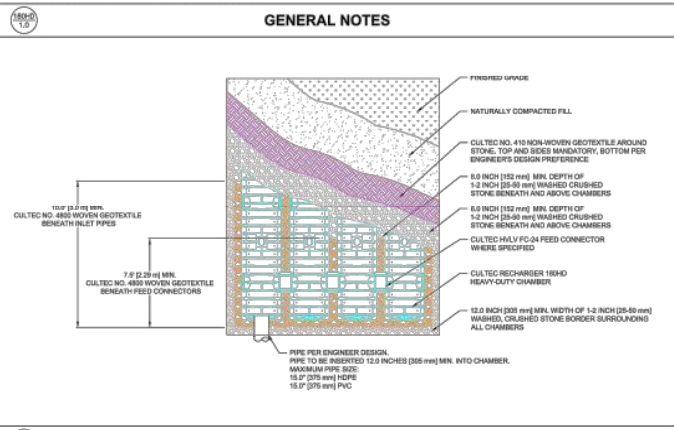 180HD
1.0
GENERAL NOTES
FINISHED GRADE
NATURALLY COMPACTED FILL
CULTEC NO. 410 NON-WOVEN GEOTEXTILE AROUND
STONE. TOP AND SIDES MANDATORY, BOTTOM PER
ENGINEER'S DESIGN PREFERENCE
6.0 INCH [152 mm] MIN. DEPTH OF
1-2 INCH [25-50 mm] WASHED CRUSHED
STONE BENEATH AND ABOVE CHAMBERS
6.0 INCH [152 mm] MIN. DEPTH OF
1-2 INCH [25-50 mm] WASHED CRUSHED
STONE BENEATH AND ABOVE CHAMBERS
CULTEC HVLV FC-24 FEED CONNECTOR
WHERE SPECIFIED
CULTEC RECHARGER 180HD
HEAVY-DUTY CHAMBER
12.0 INCH [305 mm] MIN. WIDTH OF 1-2 INCH [25-50 mm]
WASHED, CRUSHED STONE BORDER SURROUNDING
ALL CHAMBERS
10.0' [3.0 m] MIN.
CULTEC NO. 4800 WOVEN GEOTEXTILE
BENEATH INLET PIPES
7.5' [2.29 m] MIN.
CULTEC NO. 4800 WOVEN GEOTEXTILE
BENEATH FEED CONNECTORS
PIPE PER ENGINEER DESIGN.
PIPE TO BE INSERTED 12.0 INCHES [305 mm] MIN. INTO CHAMBER.
MAXIMUM PIPE SIZE:
15.0" [375 mm] HDPE
15.0" [375 mm] PVC